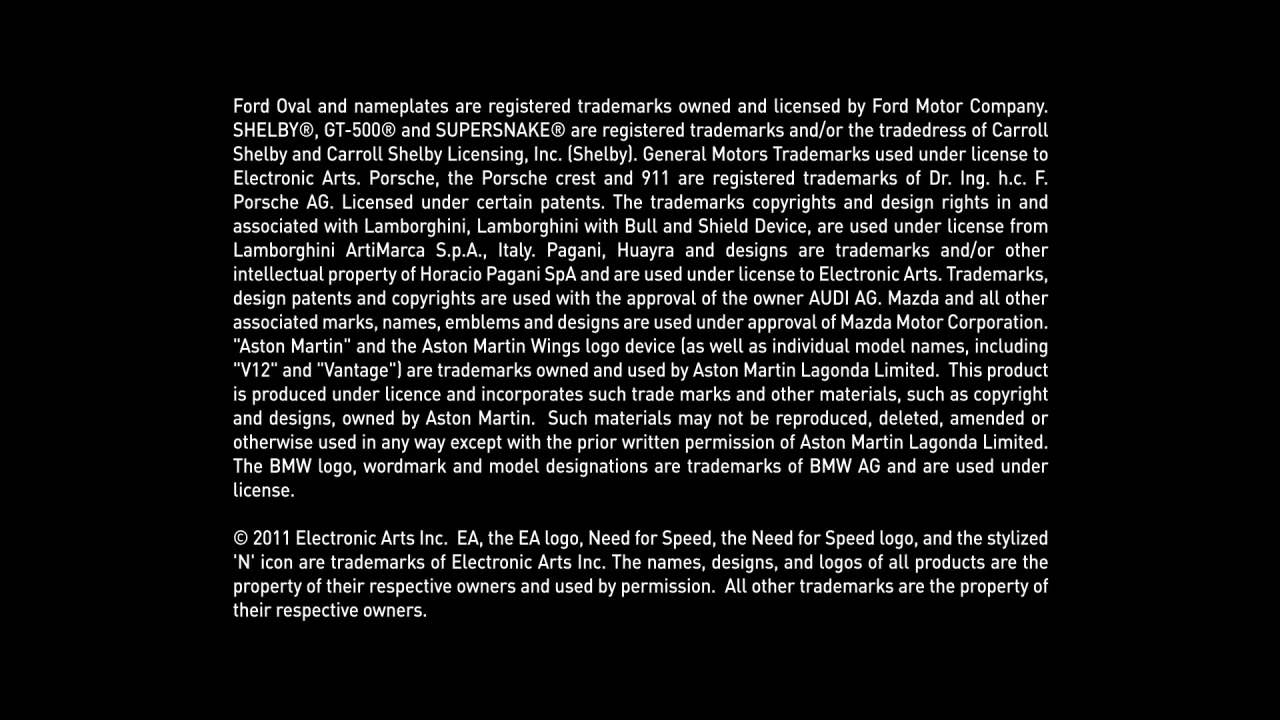 Ford Oval and nameplates are registered trademarks owned and licensed by Ford Motor Company.
SHELBY®, GT-500® and SUPERSNAKE® are registered trademarks and/or the tradedress of Carroll
Shelby and Carroll Shelby Licensing, Inc. (Shelby). General Motors Trademarks used under license to
Electronic Arts. Porsche, the Porsche crest and 911 are registered trademarks of Dr. Ing. h.c. F.
Porsche AG. Licensed under certain patents. The trademarks copyrights and design rights in and
associated with Lamborghini, Lamborghini with Bull and Shield Device, are used under license from
Lamborghini ArtiMarca S.p.A., Italy. Pagani, Huayra and designs are trademarks and/or other
intellectual property of Horacio Pagani SpA and are used under license to Electronic Arts. Trademarks,
design patents and copyrights are used with the approval of the owner AUDI AG. Mazda and all other
associated marks, names, emblems and designs are used under approval of Mazda Motor Corporation.
"Aston Martin" and the Aston Martin Wings logo device (as well as individual model names, including
"V12" and "Vantage") are trademarks owned and used by Aston Martin Lagonda Limited.  This product
is produced under licence and incorporates such trade marks and other materials, such as copyright
and designs, owned by Aston Martin.  Such materials may not be reproduced, deleted, amended or
otherwise used in any way except with the prior written permission of Aston Martin Lagonda Limited.
The BMW logo, wordmark and model designations are trademarks of BMW AG and are used under
license.
© 2011 Electronic Arts Inc.  EA, the EA logo, Need for Speed, the Need for Speed logo, and the stylized
'N' icon are trademarks of Electronic Arts Inc. The names, designs, and logos of all products are the
property of their respective owners and used by permission.  All other trademarks are the property of
their respective owners.